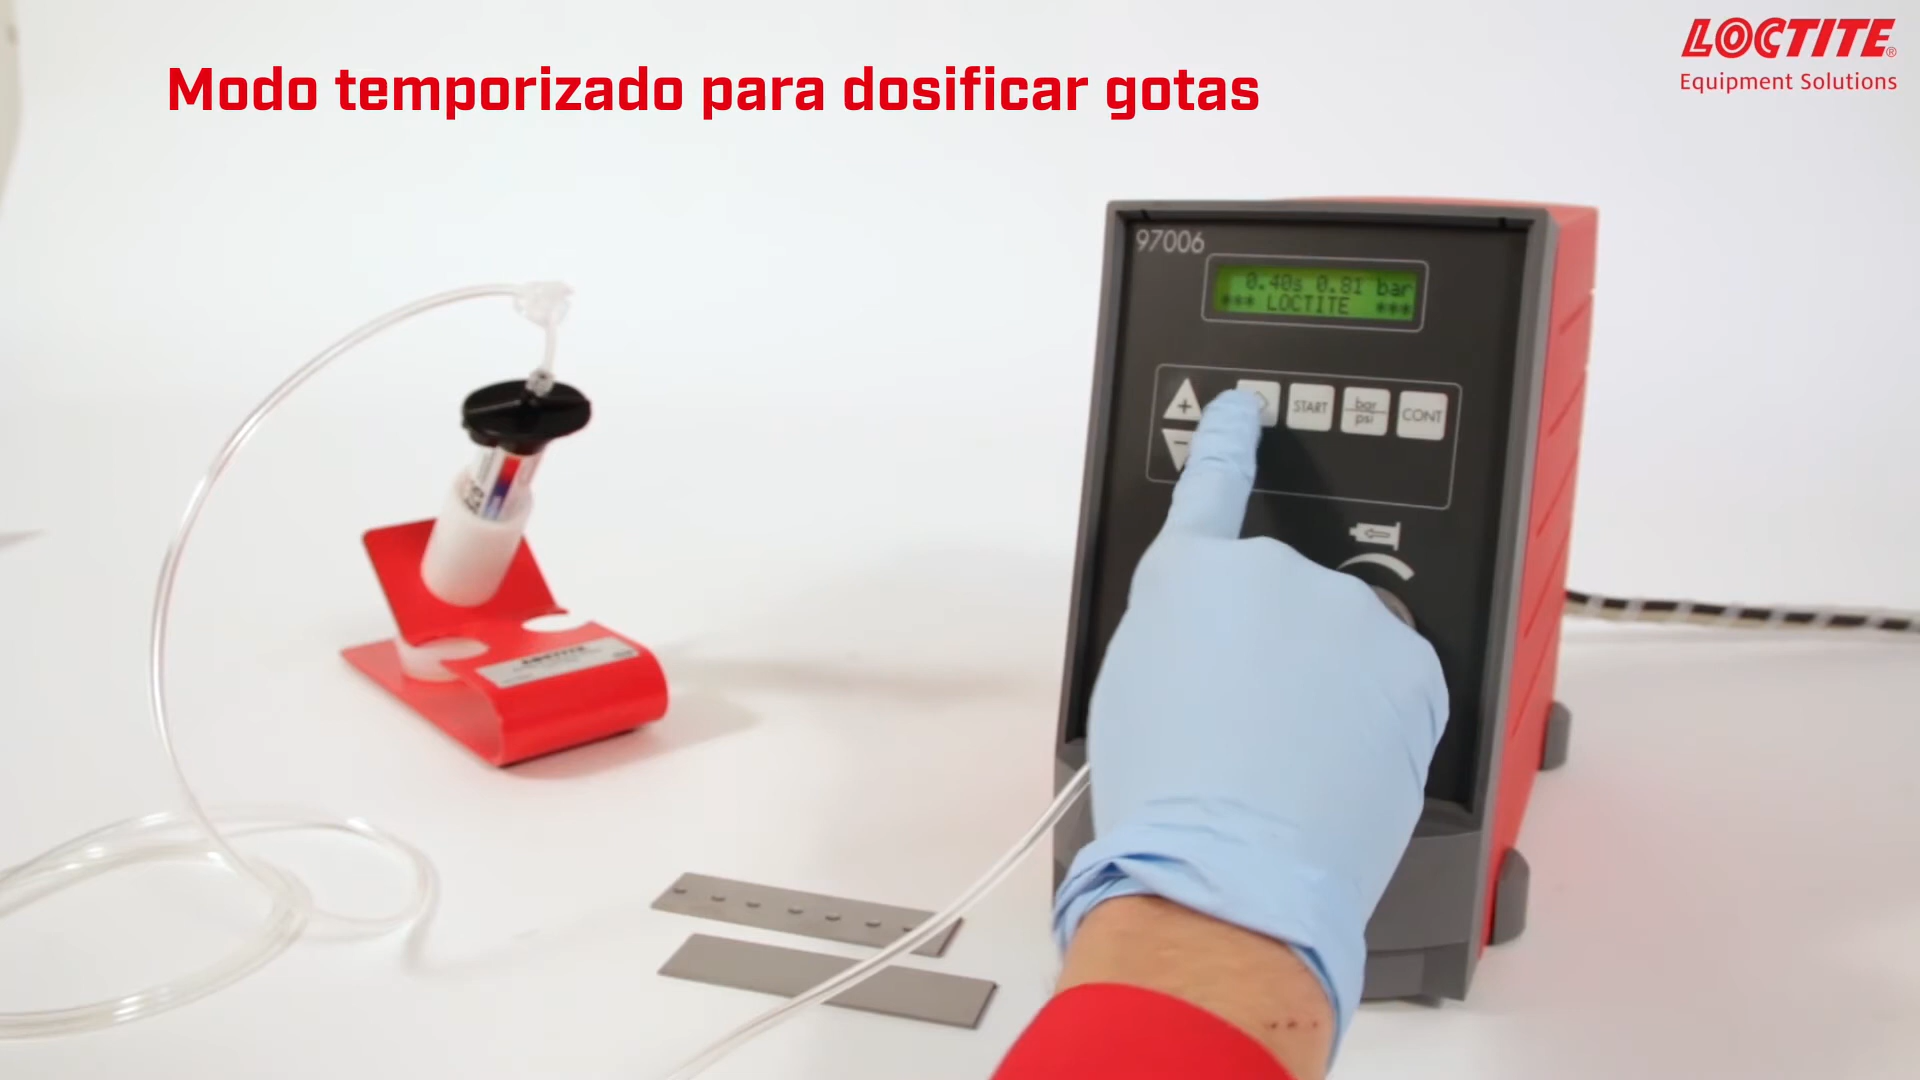 Modo temporizado para dosificar gotas
LOCTITE®
Equipment Solutions
97006
0.40s 0.81 bar
*** LOCTITE ***
+
START
bar
psi
CONT
-
LOCTITE